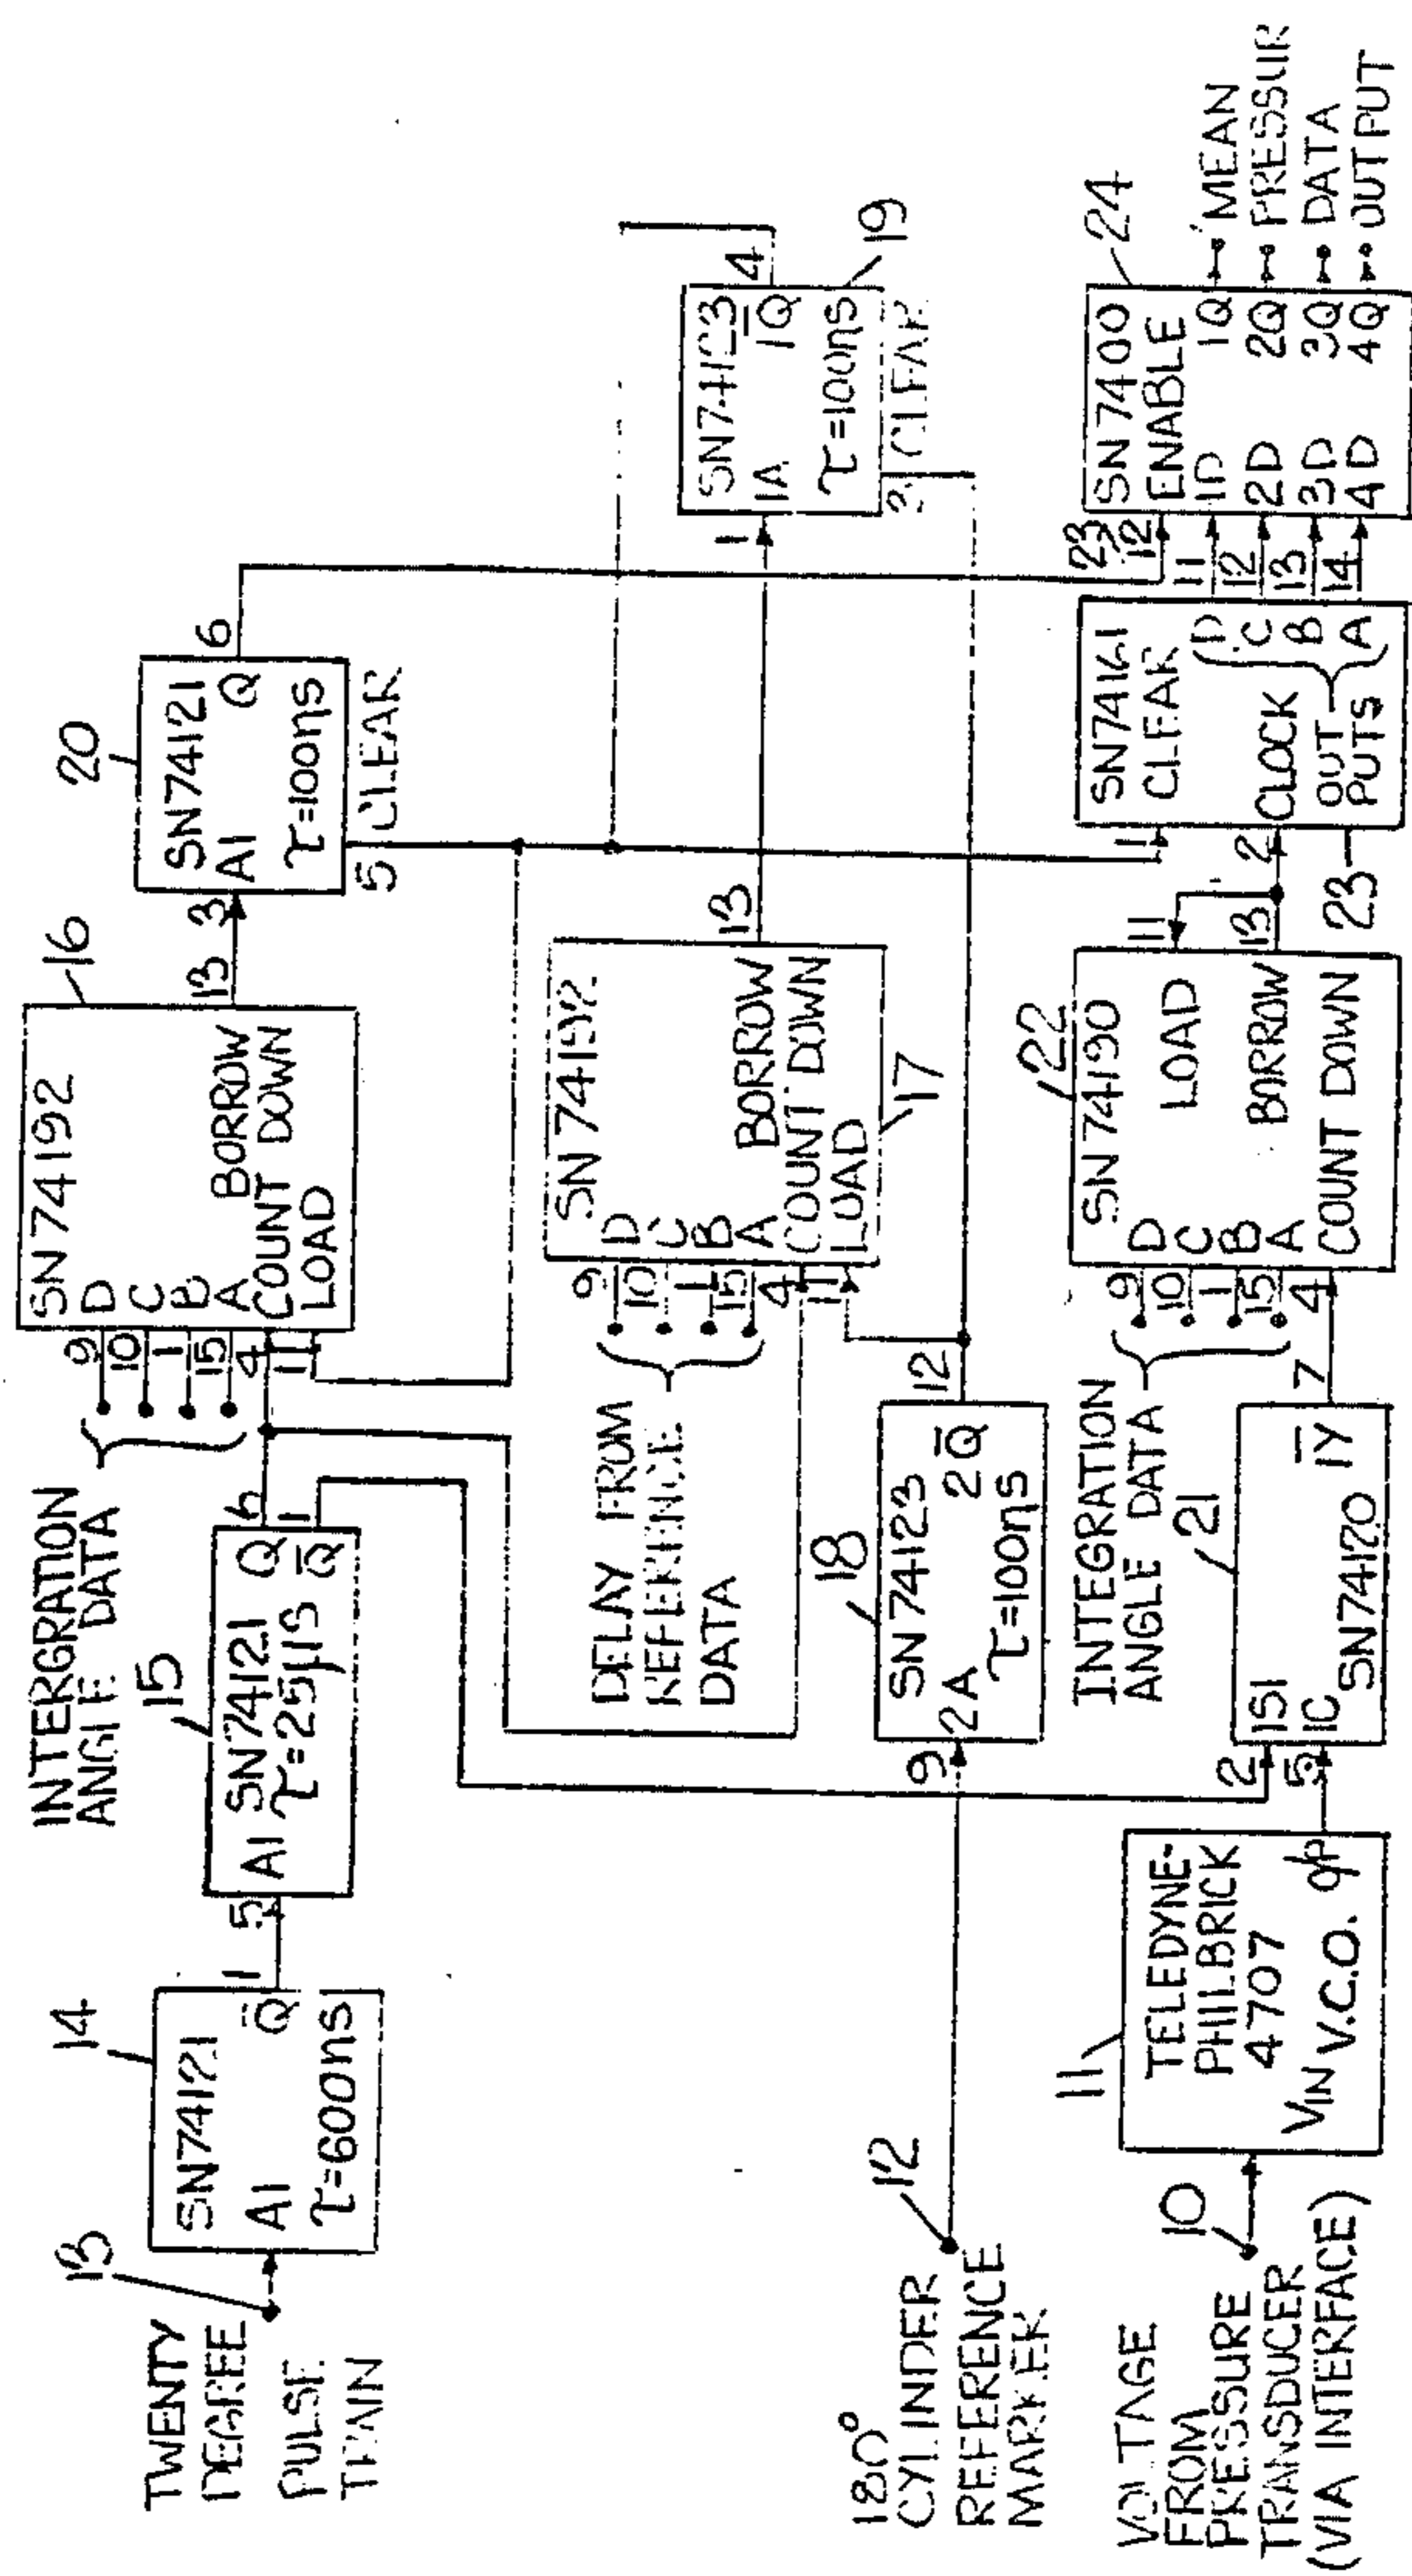 TWENTY
DEGREE
PULSE
TRAIN
13
14
SN74121
A1
Q̅
τ=600ns
1
5
15
A1 SN74121 Q
τ=25µS Q̅
6
1
INTERGRATION
ANGLE DATA
9
10
1
15
4
11
16
SN74192
D
C
B
A
BORROW
COUNT
DOWN
LOAD
13
3
20
SN74121
A1
Q
τ=100ns
6
5 CLEAR
DELAY FROM
REFERENCE
DATA
9
10
1
15
4
11
SN74192
D
C
B
A
BORROW
COUNT DOWN
LOAD
17
13
1
SN74123
1A
1Q̅
τ=100ns
4
19
CLEAR
180°
CYLINDER
REFERENCE
MARKER
12
9
18
SN74123
2A
2Q̅
τ=100ns
12
VOLTAGE
FROM
PRESSURE
TRANSDUCER
(VIA INTERFACE)
10
11
TELEDYNE-
PHILBRICK
4707
VIN V.C.O. O/P
2
5
21
1S1
1C
1Y̅
SN74120
7
INTEGRATION
ANGLE DATA
9
10
1
15
4
22
SN74190
D
C
B
A
LOAD
BORROW
COUNT DOWN
11
13
1
2
23
SN74161
CLEAR
CLOCK
OUT
PUTS
D
C
B
A
23
12
11
12
13
14
24
SN7400
ENABLE
1D 1Q
2D 2Q
3D 3Q
4D 4Q
MEAN
PRESSUR
DATA
OUTPUT